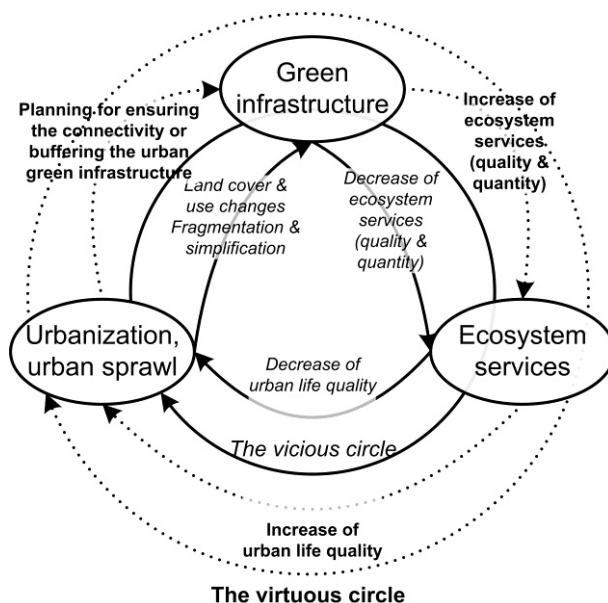 Green
infrastructure
Planning for ensuring
the connectivity or
buffering the urban
green infrastructure
Increase of
ecosystem
services
(quality &
quantity)
Land cover &
use changes
Fragmentation &
simplification
Decrease of
ecosystem
services
(quality &
quantity)
Urbanization,
urban sprawl
Ecosystem
services
Decrease of
urban life quality
The vicious circle
Increase of
urban life quality
The virtuous circle